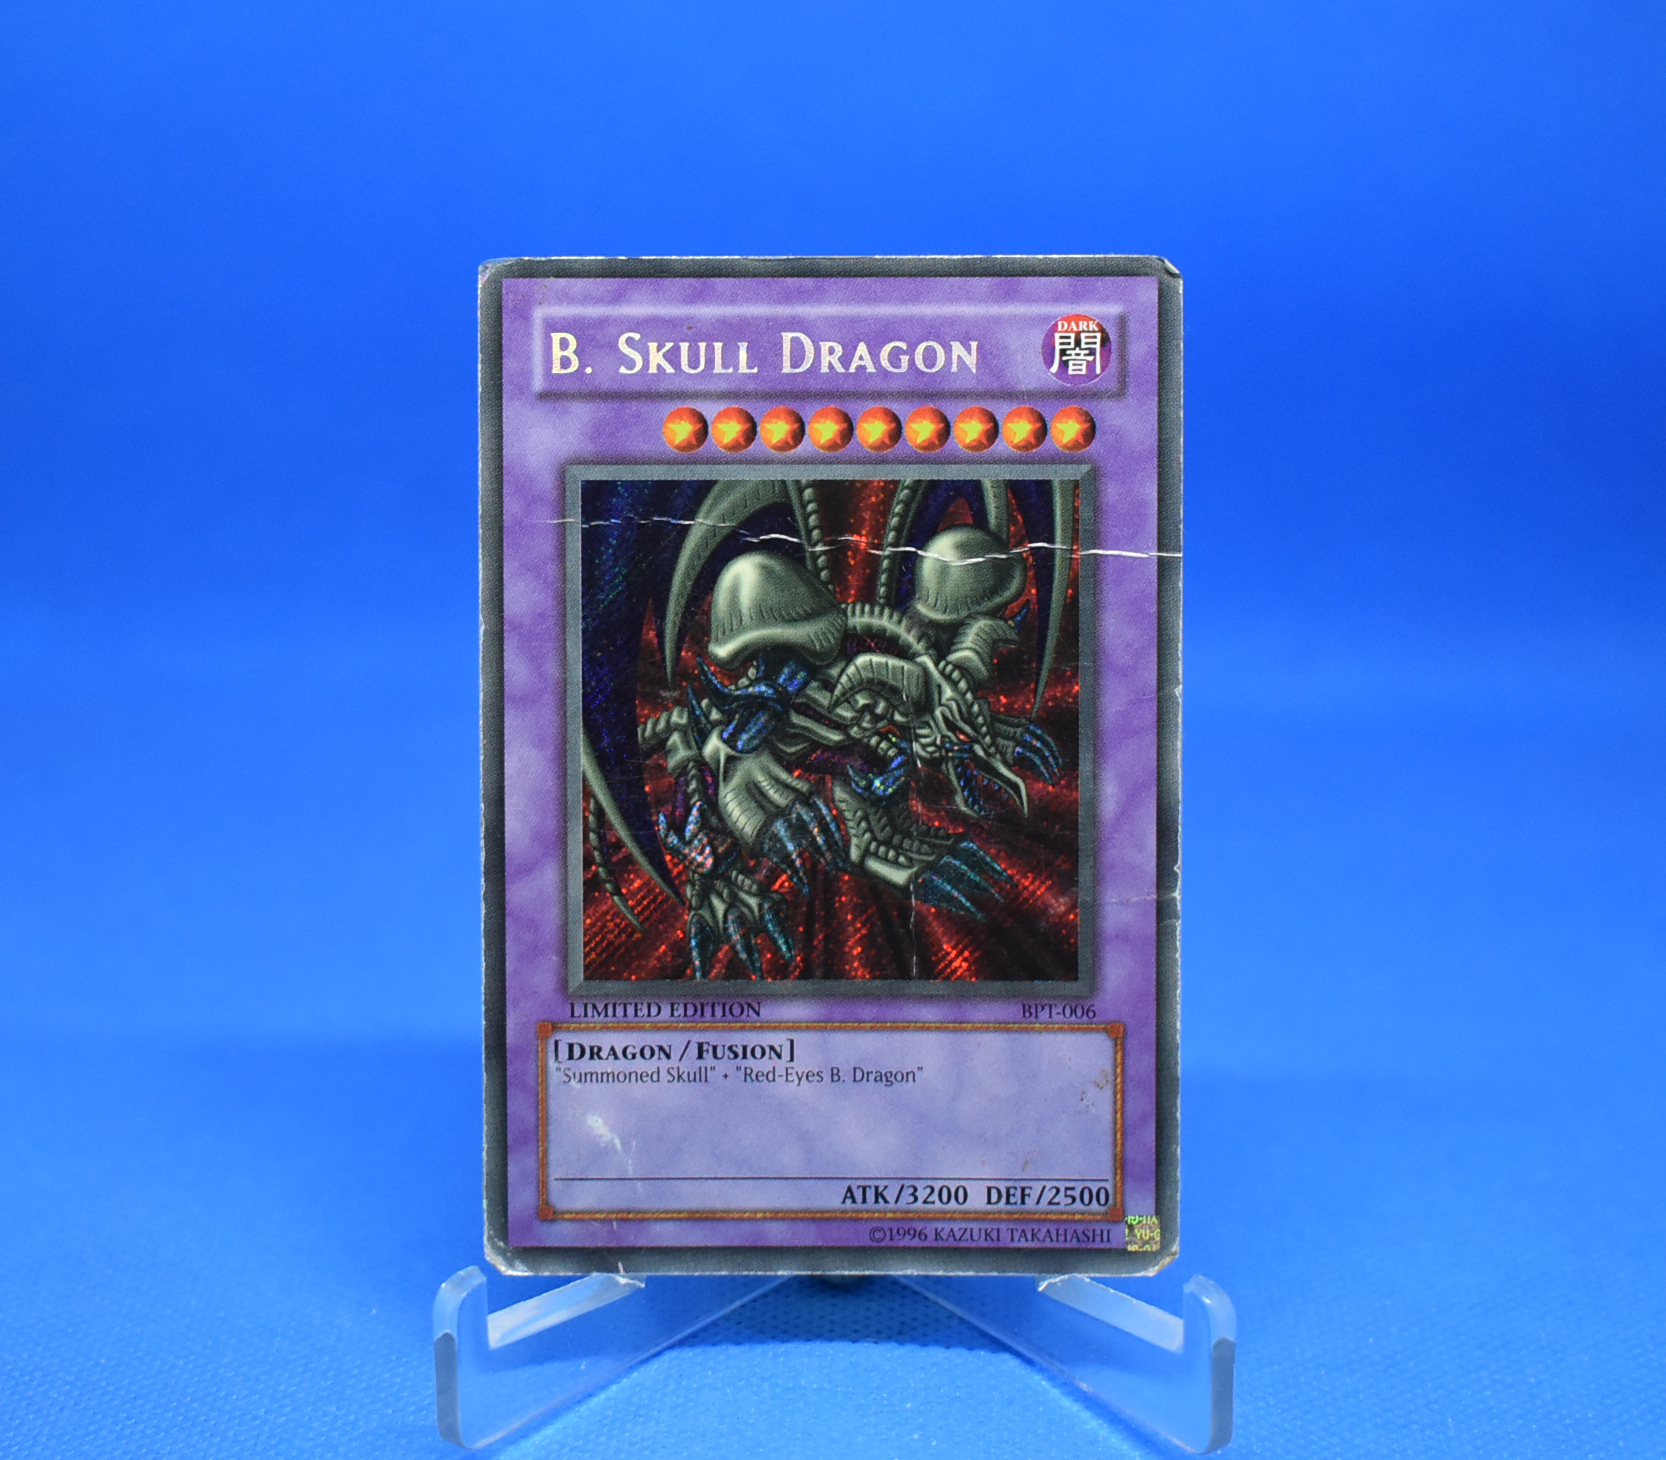 B. SKULL DRAGON
DARK
闇
LIMITED EDITION
BPT-006
[DRAGON / FUSION]
"Summoned Skull" + "Red-Eyes B. Dragon"
ATK/3200 DEF/2500
©1996 KAZUKI TAKAHASHI